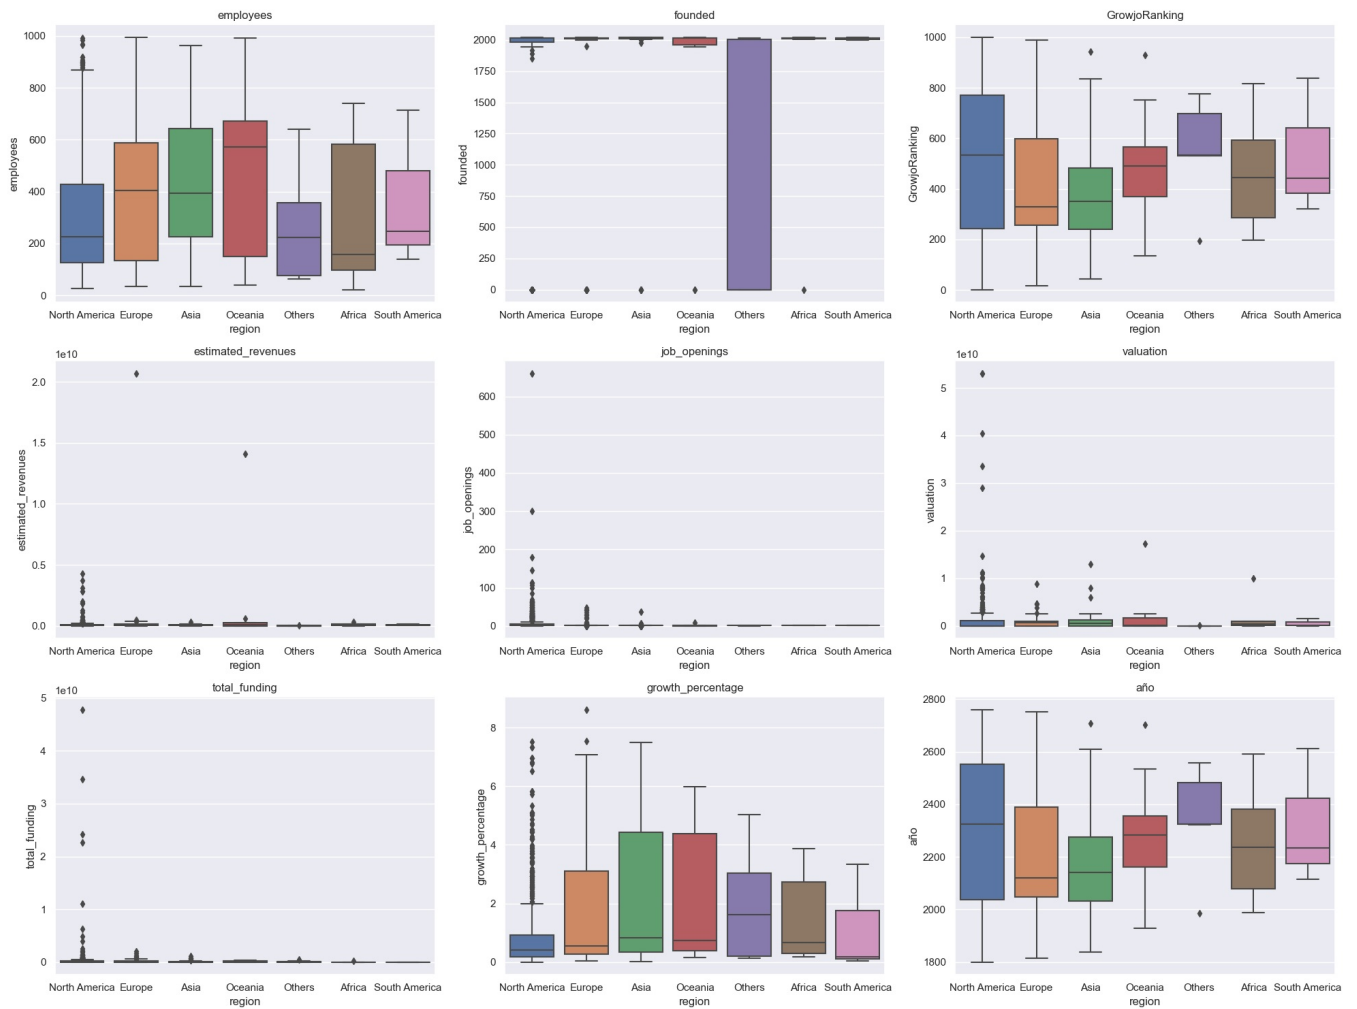 employees
founded
GrowjoRanking
employees
1000
800
600
400
200
0
North America Europe Asia Oceania Others Africa South America
region
founded
2000
1750
1500
1250
1000
750
500
250
0
North America Europe Asia Oceania Others Africa South America
region
GrowjoRanking
1000
800
600
400
200
0
North America Europe Asia Oceania Others Africa South America
region
estimated_revenues
job_openings
valuation
1e10
estimated_revenues
2.0
1.5
1.0
0.5
0.0
North America Europe Asia Oceania Others Africa South America
region
job_openings
600
500
400
300
200
100
0
North America Europe Asia Oceania Others Africa South America
region
1e10
valuation
5
4
3
2
1
0
North America Europe Asia Oceania Others Africa South America
region
total_funding
growth_percentage
año
1e10
total_funding
5
4
3
2
1
0
North America Europe Asia Oceania Others Africa South America
region
growth_percentage
8
6
4
2
0
North America Europe Asia Oceania Others Africa South America
region
año
2800
2600
2400
2200
2000
1800
North America Europe Asia Oceania Others Africa South America
region